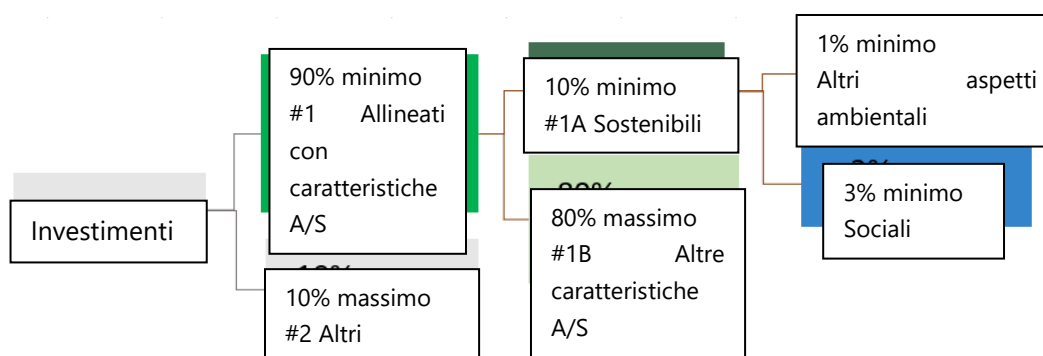 Investimenti
90% minimo
#1 Allineati
con
caratteristiche
A/S
10% massimo
#2 Altri
10% minimo
#1A Sostenibili
80% massimo
#1B Altre
caratteristiche
A/S
1% minimo
Altri aspetti
ambientali
3% minimo
Sociali